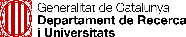 Generalitat de Catalunya
Departament de Recerca
i Universitats